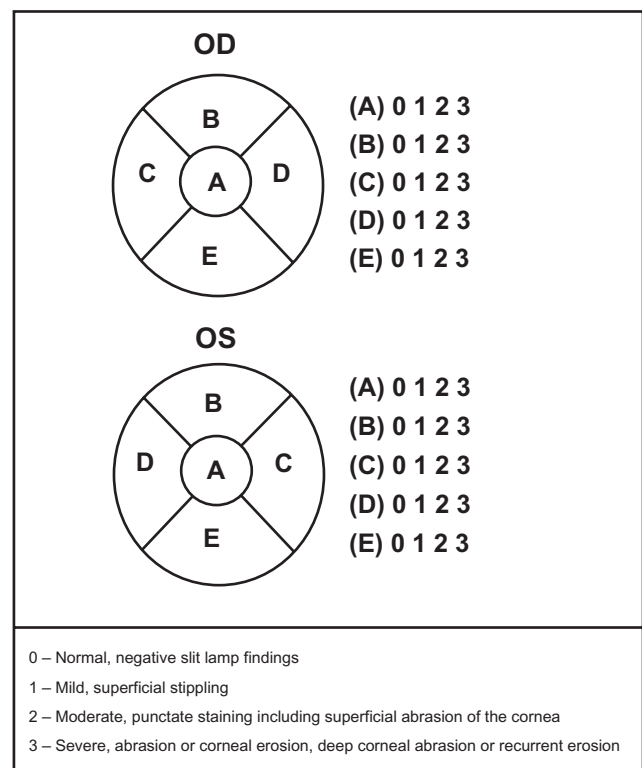 OD
B
C
A
D
E
(A) 0 1 2 3
(B) 0 1 2 3
(C) 0 1 2 3
(D) 0 1 2 3
(E) 0 1 2 3
OS
B
D
A
C
E
(A) 0 1 2 3
(B) 0 1 2 3
(C) 0 1 2 3
(D) 0 1 2 3
(E) 0 1 2 3
0 – Normal, negative slit lamp findings
1 – Mild, superficial stippling
2 – Moderate, punctate staining including superficial abrasion of the cornea
3 – Severe, abrasion or corneal erosion, deep corneal abrasion or recurrent erosion